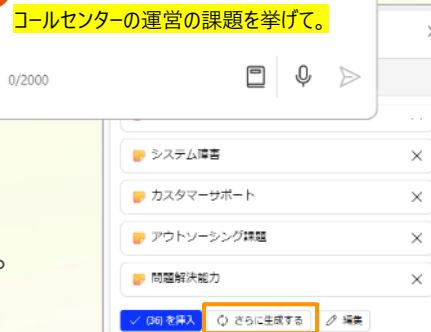 コールセンターの運営の課題を挙げて。
0/2000
システム障害
カスタマーサポート
アウトソーシング課題
問題解決能力
。
(36) を挿入 さらに生成する 編集